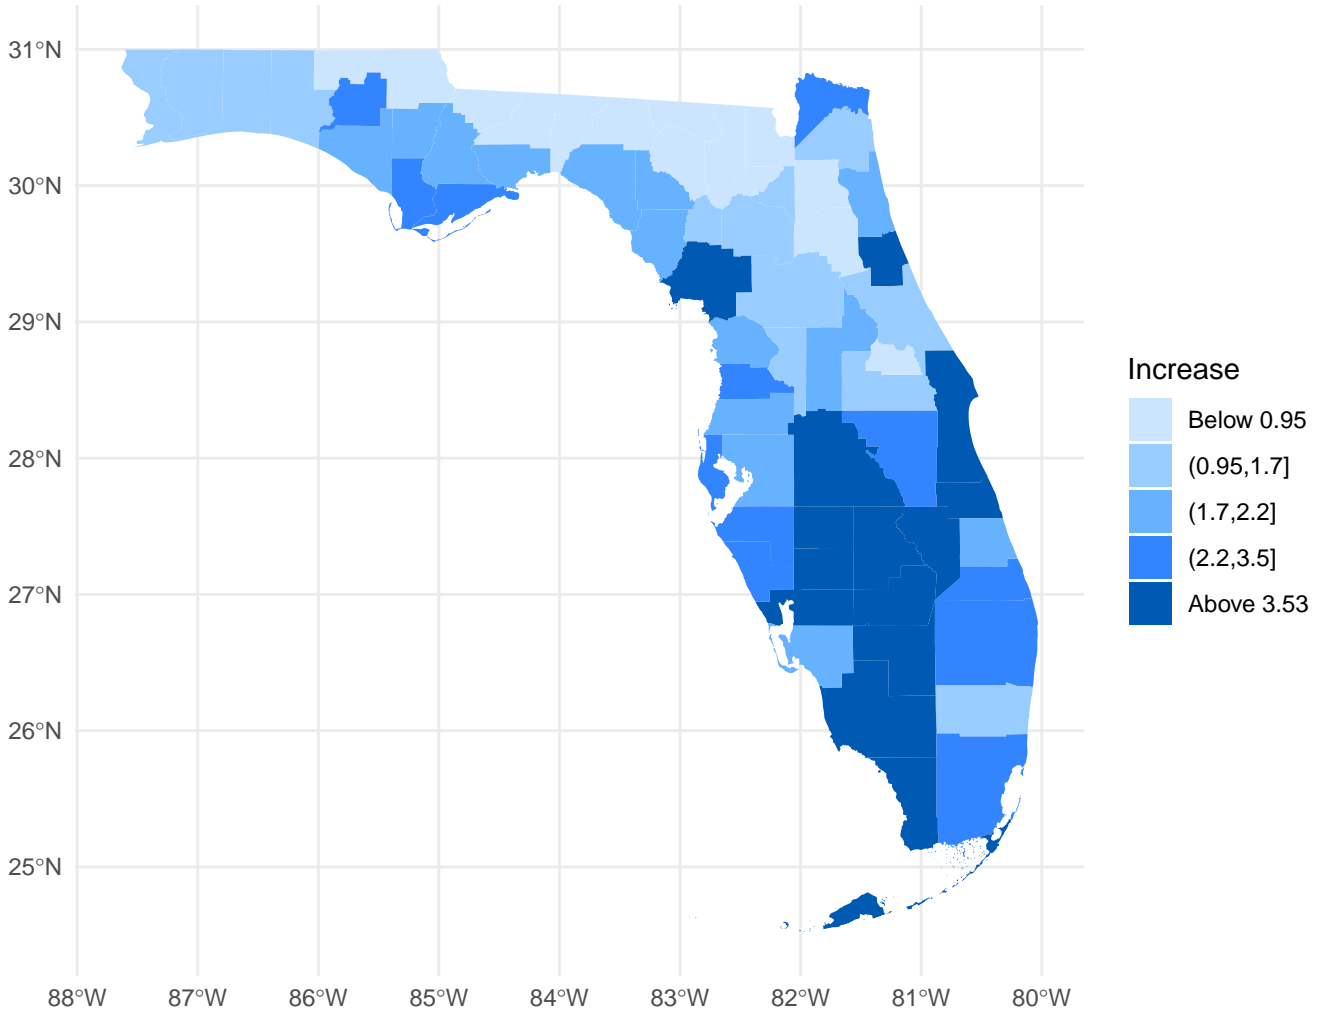 31°N
30°N
29°N
28°N
27°N
26°N
25°N
88°W 87°W 86°W 85°W 84°W 83°W 82°W 81°W 80°W
Increase
Below 0.95
(0.95,1.7]
(1.7,2.2]
(2.2,3.5]
Above 3.53